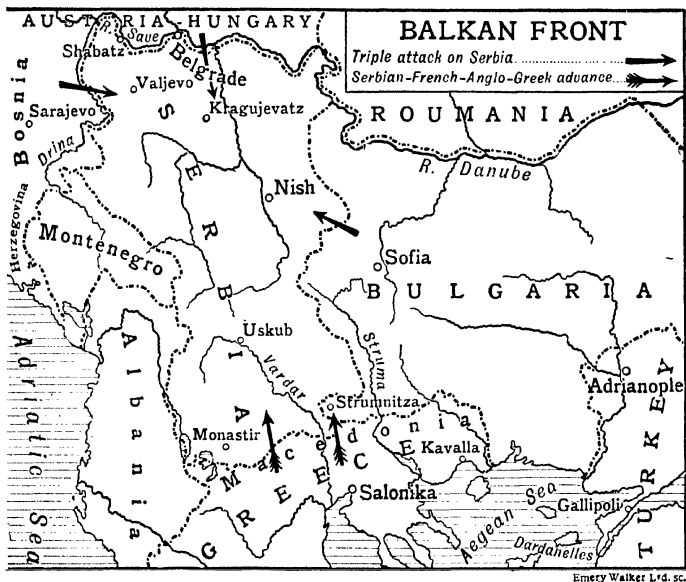 AUSTRIA-HUNGARY
BALKAN FRONT
Triple attack on Serbia
Serbian-French-Anglo-Greek advance
R. Save
Shabatz
Belgrade
Valjevo
Bosnia
Sarajevo
Kragujevatz
ROUMANIA
Drina
R. Danube
Herzegovina
Nish
Montenegro
SERBIA
Sofia
BULGARIA
Uskub
Struma
Vardar
Adriatic Sea
Albania
Adrianople
Strumnitza
Macedonia
Monastir
Kavalla
TURKEY
GREECE
Salonika
Aegean Sea
Gallipoli
Dardanelles
Emery Walker Ltd. sc.